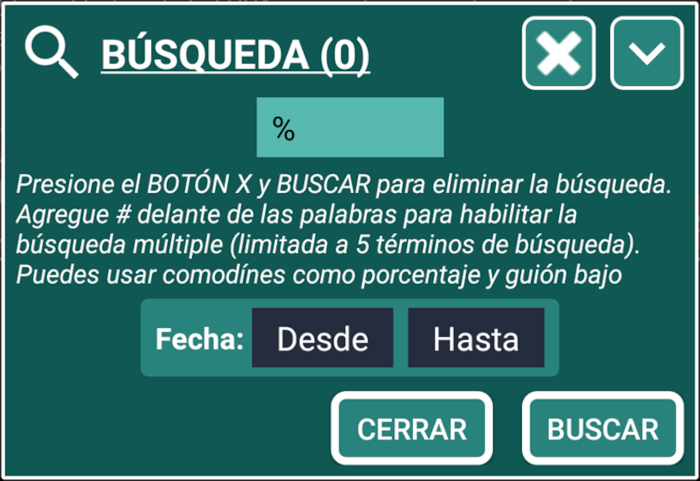 BÚSQUEDA (0)
%
Presione el BOTÓN X y BUSCAR para eliminar la búsqueda.
Agregue # delante de las palabras para habilitar la
búsqueda múltiple (limitada a 5 términos de búsqueda).
Puedes usar comodínes como porcentaje y guión bajo
Fecha: Desde Hasta
CERRAR BUSCAR